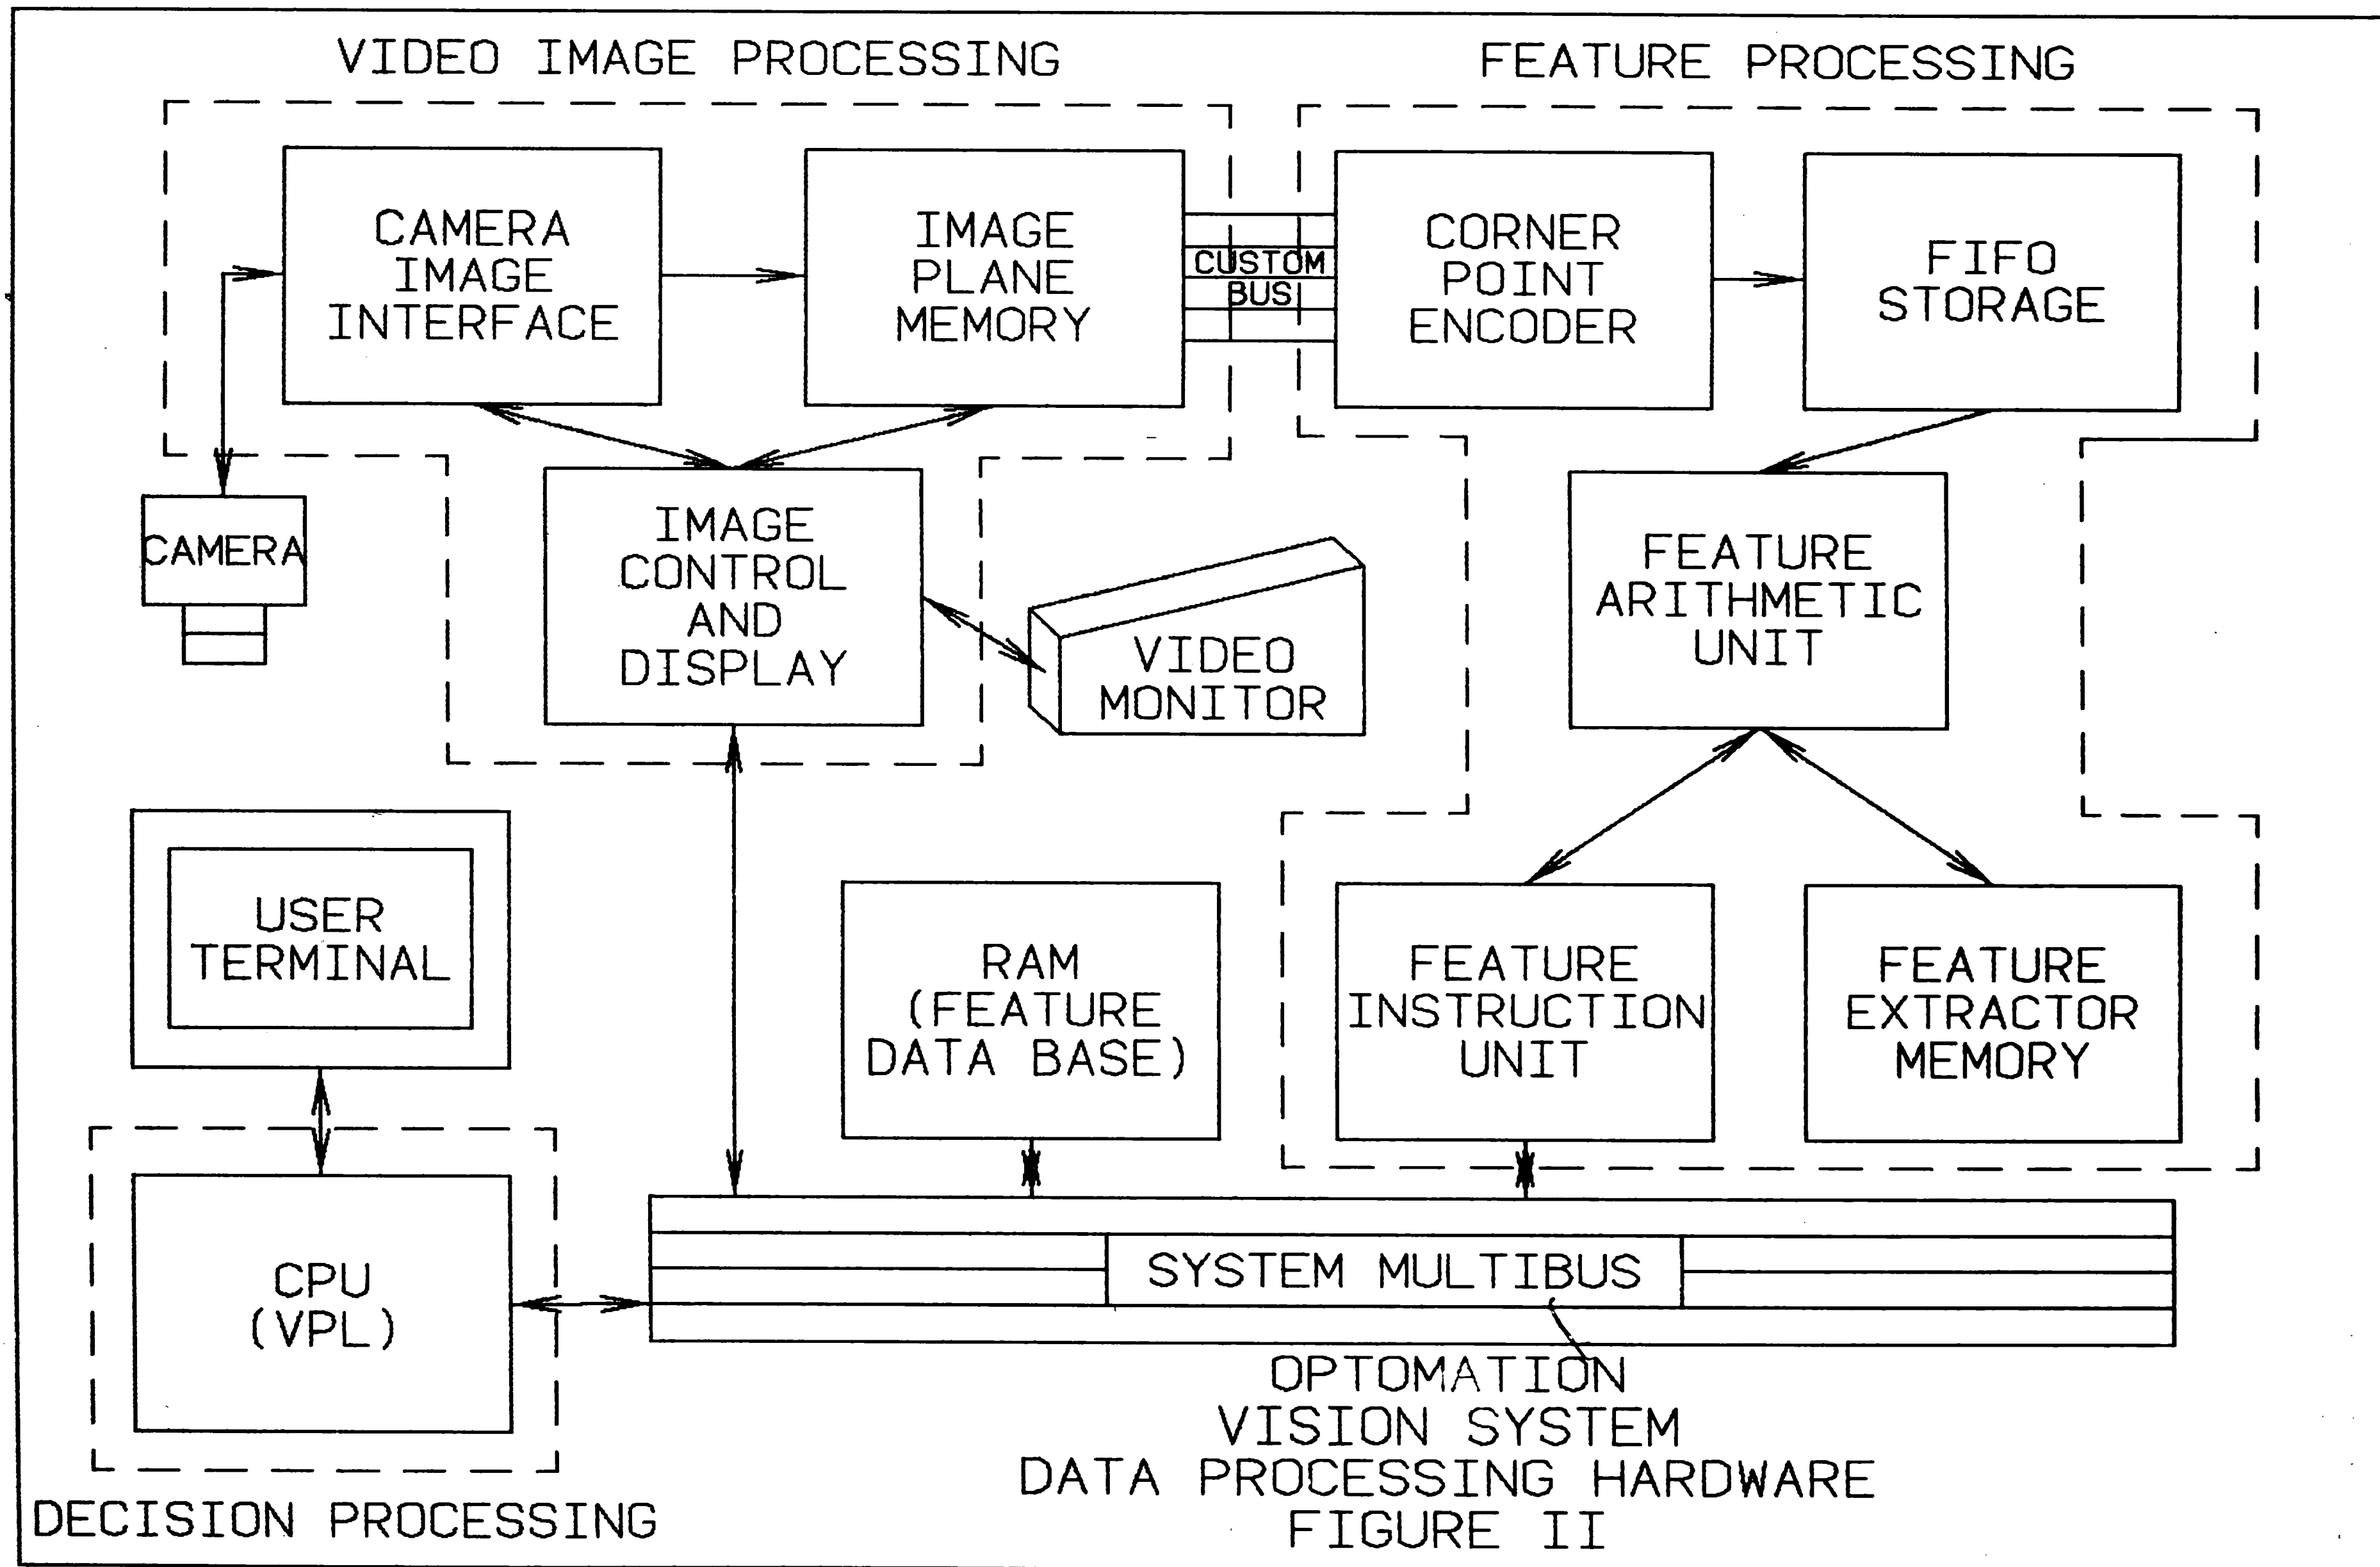 VIDEO IMAGE PROCESSING
FEATURE PROCESSING
CAMERA
IMAGE
INTERFACE
IMAGE
PLANE
MEMORY
CUSTOM
BUS
CORNER
POINT
ENCODER
FIFO
STORAGE
CAMERA
IMAGE
CONTROL
AND
DISPLAY
VIDEO
MONITOR
FEATURE
ARITHMETIC
UNIT
USER
TERMINAL
RAM
(FEATURE
DATA BASE)
FEATURE
INSTRUCTION
UNIT
FEATURE
EXTRACTOR
MEMORY
CPU
(VPL)
SYSTEM MULTIBUS
DECISION PROCESSING
OPTOMATION
VISION SYSTEM
DATA PROCESSING HARDWARE
FIGURE II